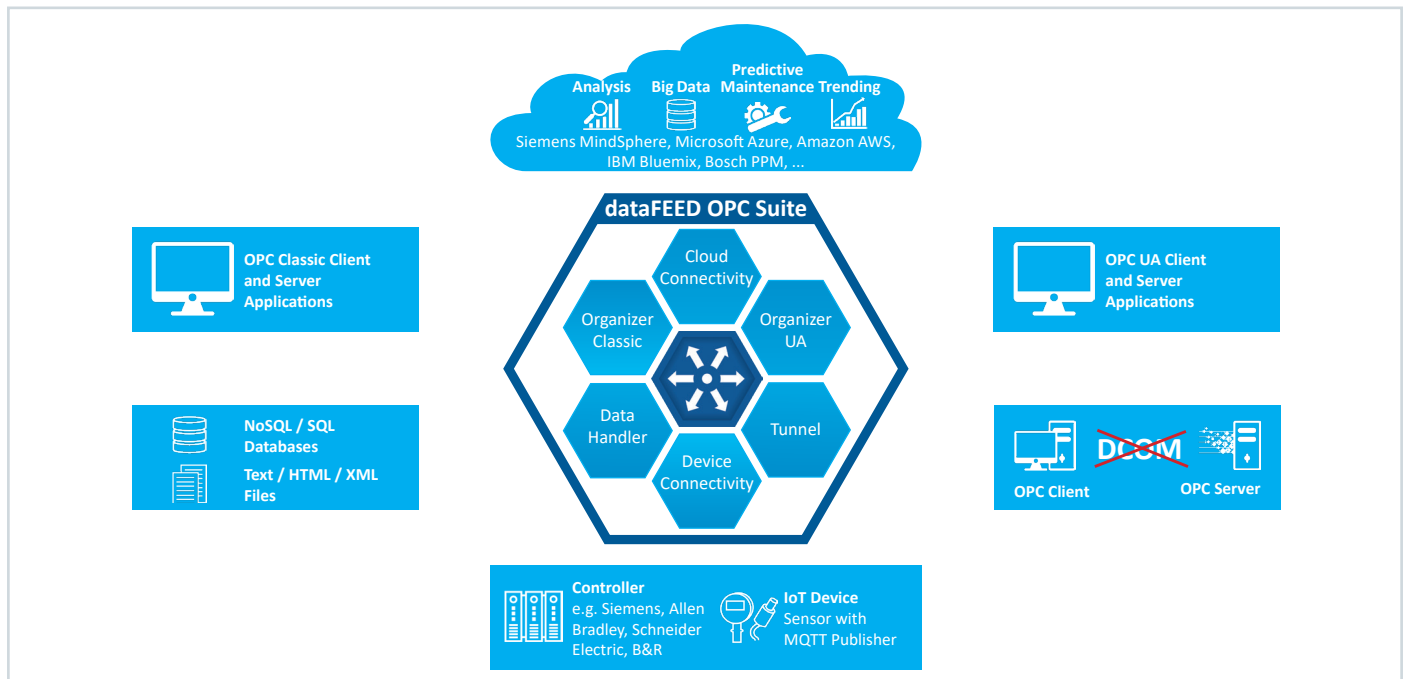 Analysis
Big Data
Predictive
Maintenance
Trending
Siemens MindSphere, Microsoft Azure, Amazon AWS,
IBM Bluemix, Bosch PPM, ...
dataFEED OPC Suite
OPC Classic Client
and Server
Applications
Cloud
Connectivity
OPC UA Client
and Server
Applications
Organizer
Classic
Organizer
UA
NoSQL / SQL
Databases
Text / HTML / XML
Files
Data
Handler
Tunnel
Device
Connectivity
DCOM
OPC Client
OPC Server
Controller
e.g. Siemens, Allen
Bradley, Schneider
Electric, B&R
IoT Device
Sensor with
MQTT Publisher